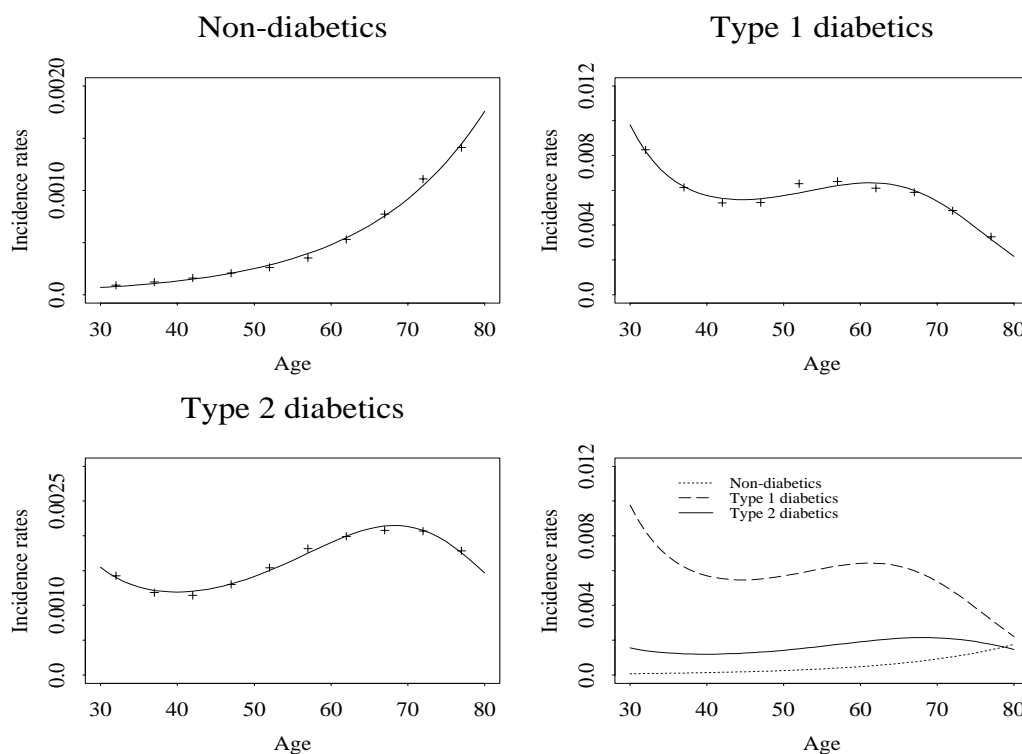 Non-diabetics
Incidence rates
0.0 0.0010 0.0020
30 40 50 60 70 80
Age
Type 1 diabetics
Incidence rates
0.0 0.004 0.008 0.012
30 40 50 60 70 80
Age
Type 2 diabetics
Incidence rates
0.0 0.0010 0.0025
30 40 50 60 70 80
Age
Non-diabetics
Type 1 diabetics
Type 2 diabetics
Incidence rates
0.0 0.004 0.008 0.012
30 40 50 60 70 80
Age